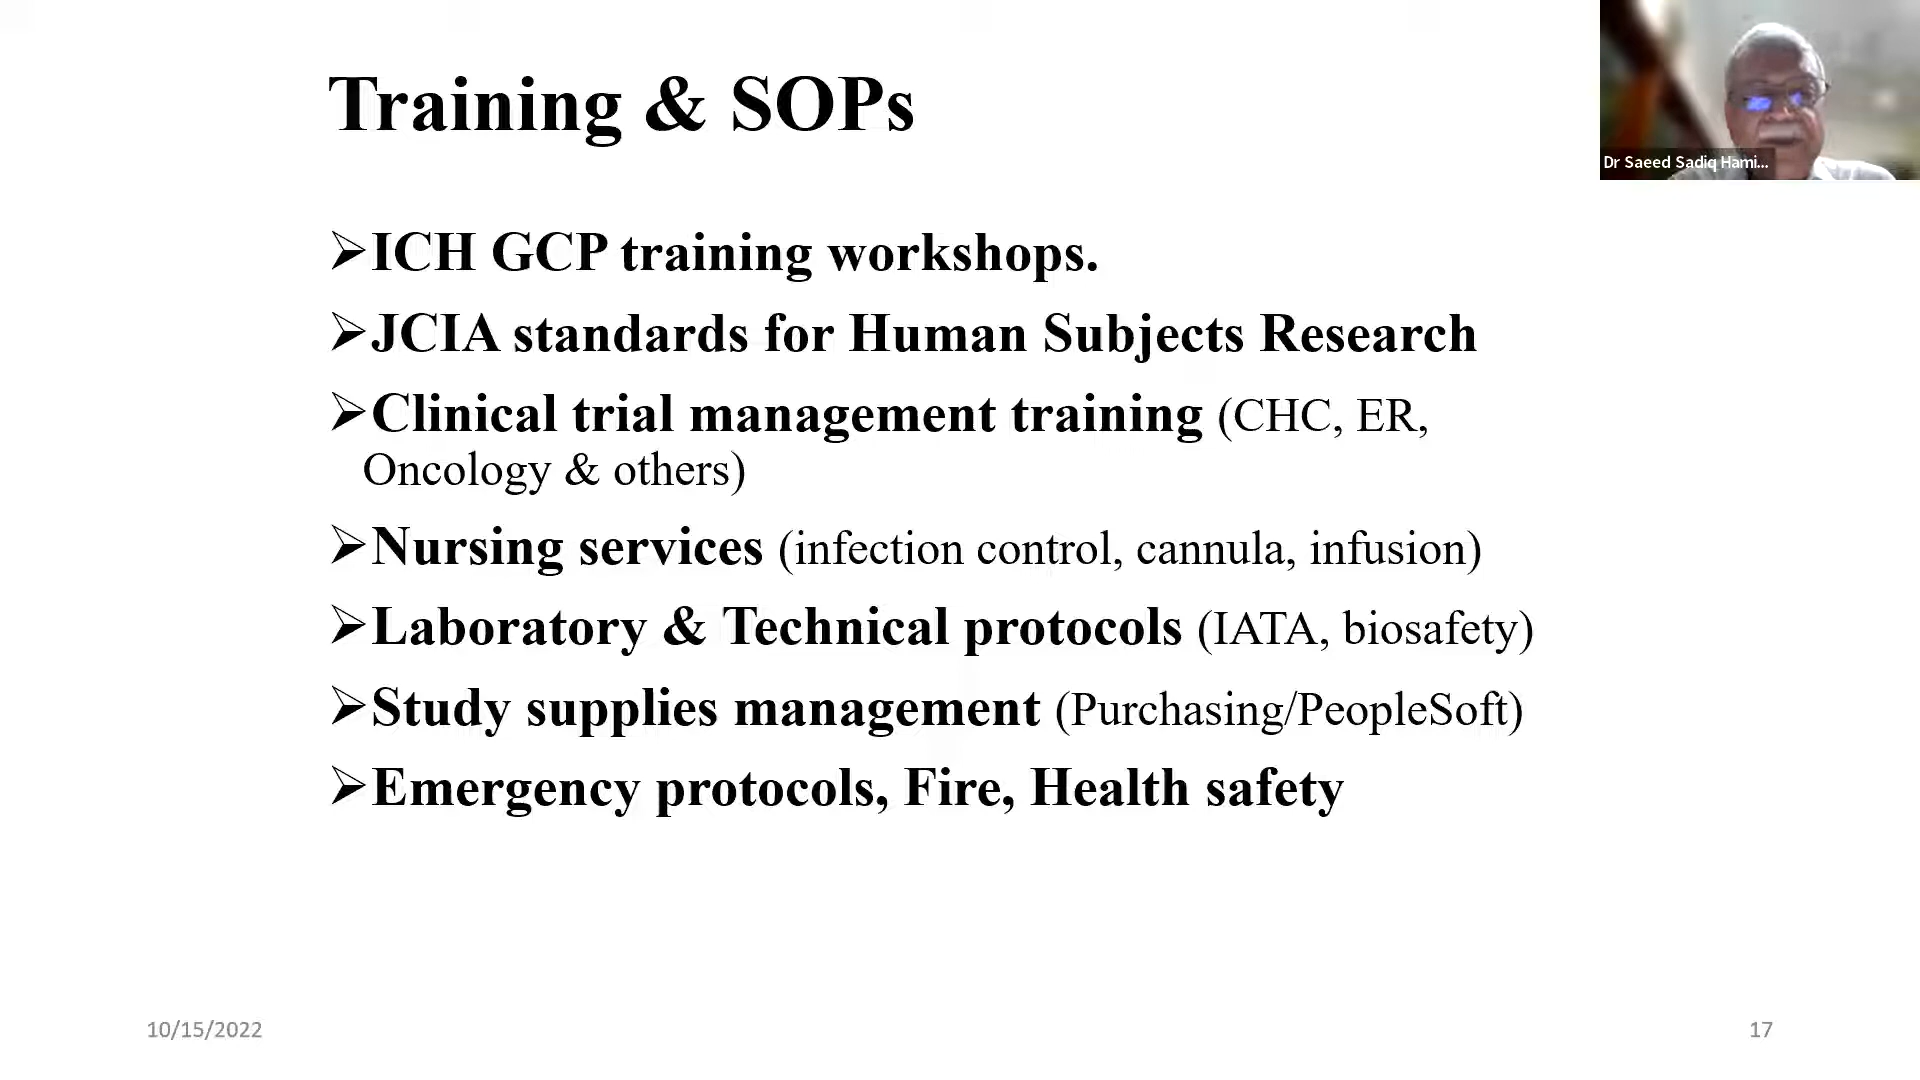 Training & SOPs
Dr Saeed Sadiq Hami...
➢ICH GCP training workshops.
➢JCIA standards for Human Subjects Research
➢Clinical trial management training (CHC, ER,
Oncology & others)
➢Nursing services (infection control, cannula, infusion)
➢Laboratory & Technical protocols (IATA, biosafety)
➢Study supplies management (Purchasing/PeopleSoft)
➢Emergency protocols, Fire, Health safety
10/15/2022
17